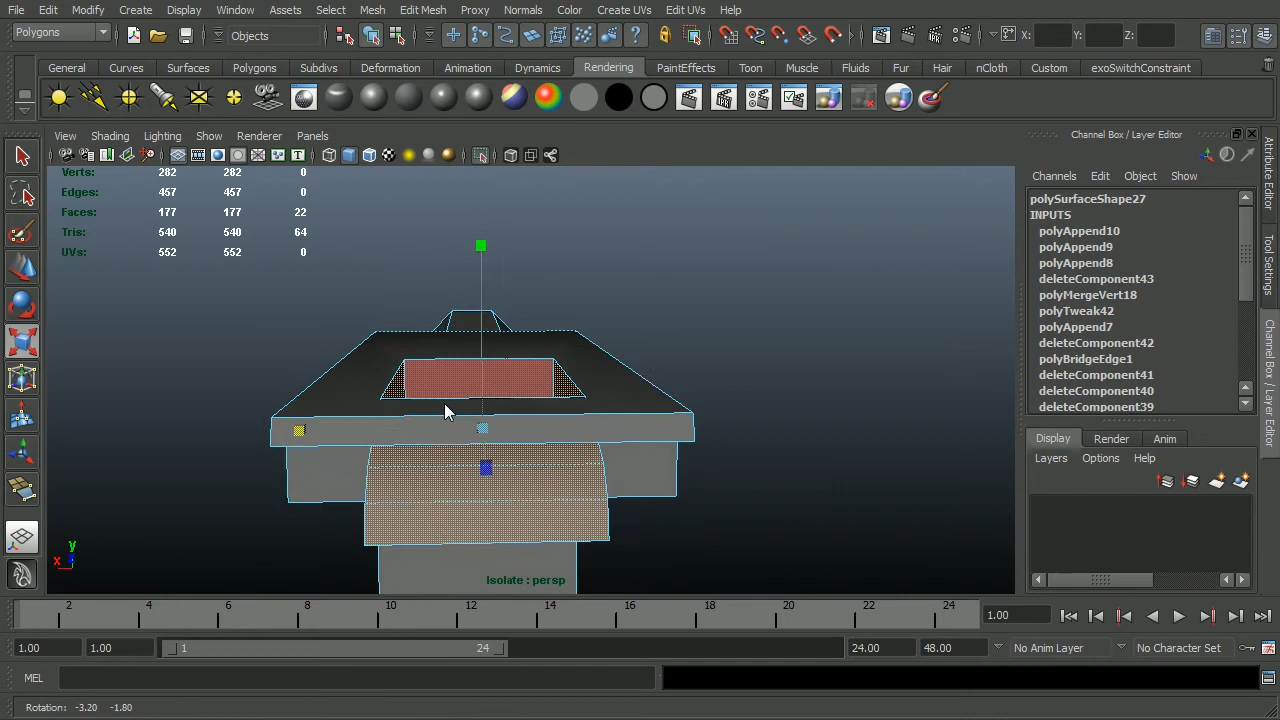 File Edit Modify Create Display Window Assets Select Mesh Edit Mesh Proxy Normals Color Create UVs Edit UVs Help
Polygons Objects X: Y: Z:
General Curves Surfaces Polygons Subdivs Deformation Animation Dynamics Rendering PaintEffects Toon Muscle Fluids Fur Hair nCloth Custom exoSwitchConstraint
View Shading Lighting Show Renderer Panels
Channel Box / Layer Editor
Channels Edit Object Show
Verts: 282 282 0
Edges: 457 457 0
Faces: 177 177 22
Tris: 540 540 64
UVs: 552 552 0
polySurfaceShape27
INPUTS
polyAppend10
polyAppend9
polyAppend8
deleteComponent43
polyMergeVert18
polyTweak42
polyAppend7
deleteComponent42
polyBridgeEdge1
deleteComponent41
deleteComponent40
deleteComponent39
Display Render Anim
Layers Options Help
Attribute Editor
Tool Settings
Channel Box / Layer Editor
y
x
Isolate : persp
2 4 6 8 10 12 14 16 18 20 22 24
1.00
1.00 1.00 1 24 24.00 48.00 No Anim Layer No Character Set
MEL
Rotation: -3.20 -1.80